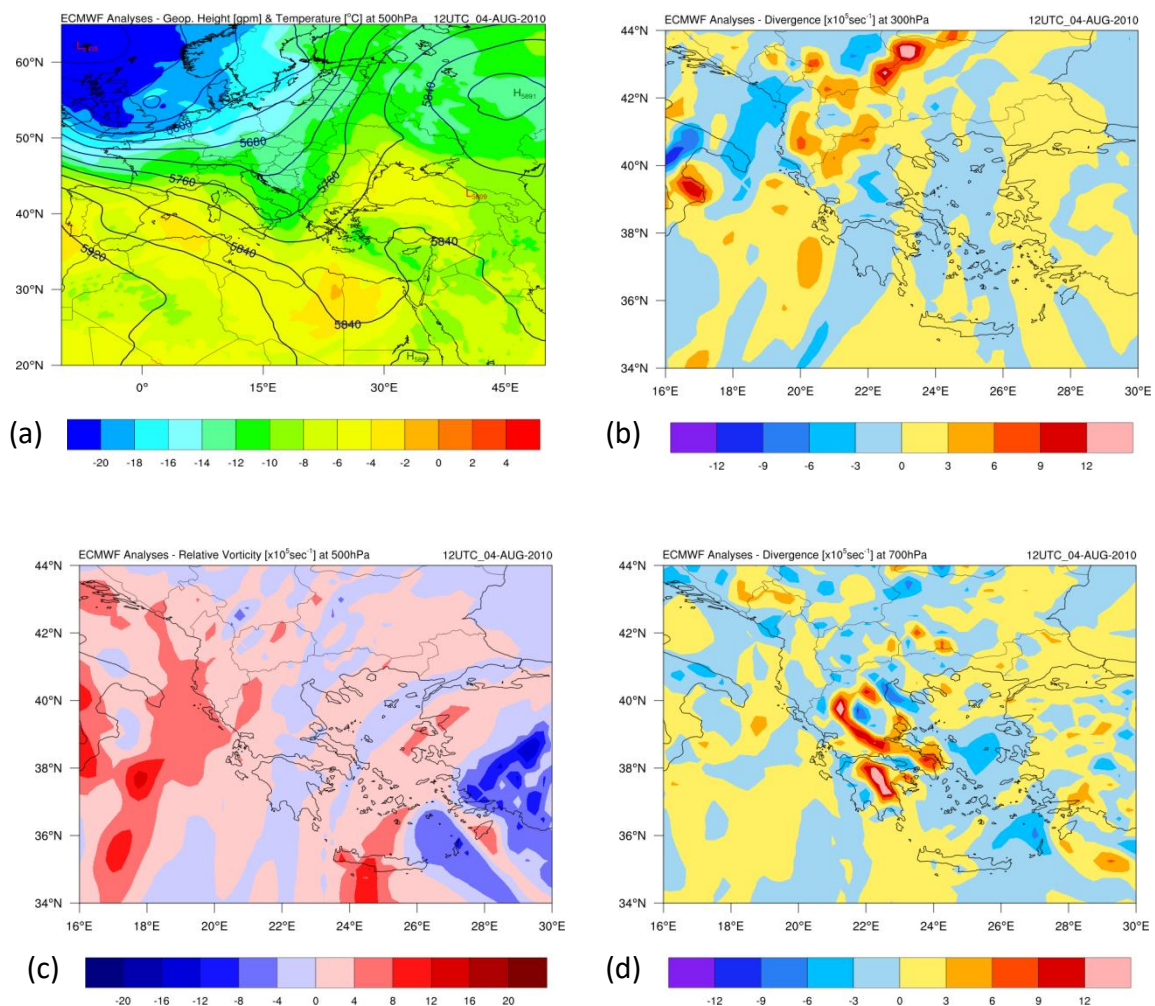 ECMWF Analyses - Geop. Height [gpm] & Temperature [°C] at 500hPa 12UTC_04-AUG-2010
60°N
50°N
40°N
30°N
20°N
0°
15°E
30°E
45°E
L
5600
5680
5760
5760
5840
5840
5840
5840
5920
H5891
L5809
H
(a)
-20 -18 -16 -14 -12 -10 -8 -6 -4 -2 0 2 4
ECMWF Analyses - Divergence [x10⁵sec⁻¹] at 300hPa 12UTC_04-AUG-2010
44°N
42°N
40°N
38°N
36°N
34°N
16°E 18°E 20°E 22°E 24°E 26°E 28°E 30°E
(b)
-12 -9 -6 -3 0 3 6 9 12
ECMWF Analyses - Relative Vorticity [x10⁵sec⁻¹] at 500hPa 12UTC_04-AUG-2010
44°N
42°N
40°N
38°N
36°N
34°N
16°E 18°E 20°E 22°E 24°E 26°E 28°E 30°E
(c)
-20 -16 -12 -8 -4 0 4 8 12 16 20
ECMWF Analyses - Divergence [x10⁵sec⁻¹] at 700hPa 12UTC_04-AUG-2010
44°N
42°N
40°N
38°N
36°N
34°N
16°E 18°E 20°E 22°E 24°E 26°E 28°E 30°E
(d)
-12 -9 -6 -3 0 3 6 9 12